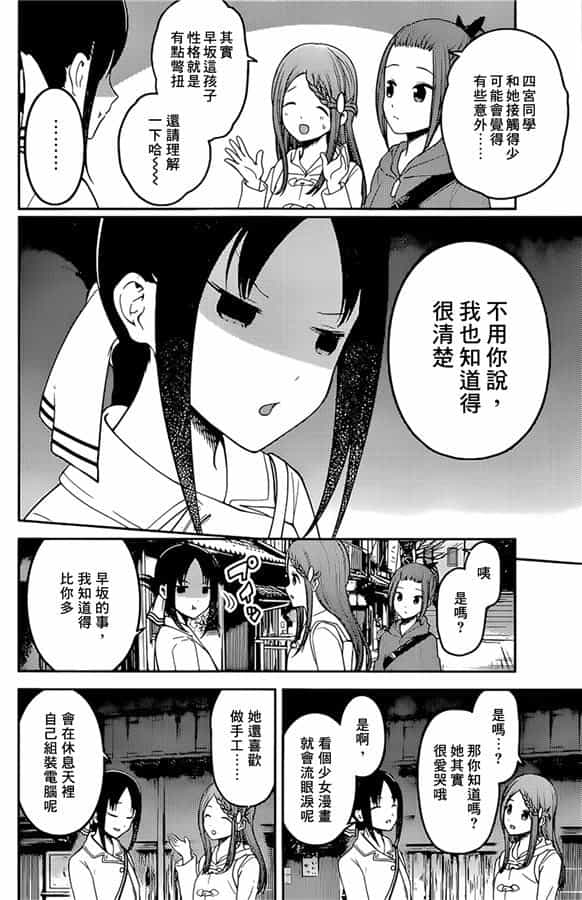 四宮同學
和她接觸得少
可能會覺得
有些意外……
其實
早坂這孩子
性格就是
有點彆扭
還請理解
一下哈～～
………
不用你說，
我也知道得
很清楚
咦
是嗎？
プイッ
早坂的事，
我知道得
比你多
是嗎…？
那你知道嗎？
她其實
很愛哭哦
是啊，
看個少女漫畫
就會流眼淚呢
她還喜歡
做手工…
會在休息天裡
自己組裝電腦
呢